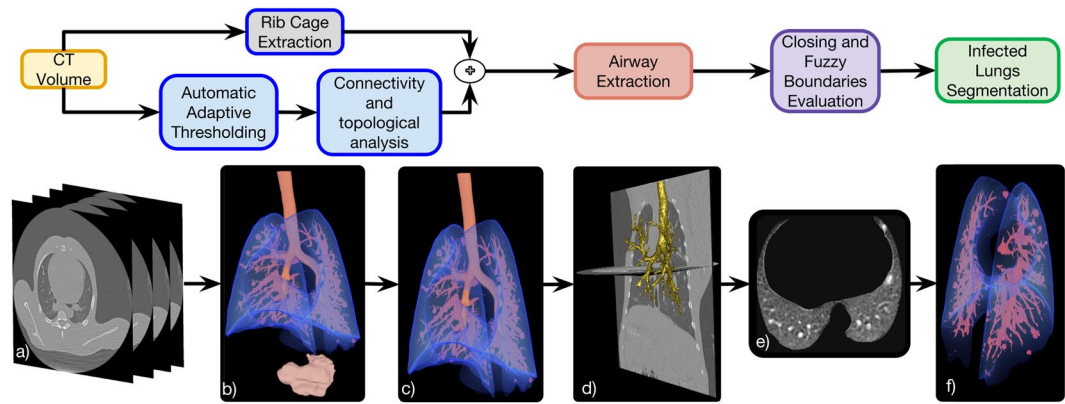 CT
Volume
Rib Cage
Extraction
Automatic
Adaptive
Thresholding
Connectivity
and
topological
analysis
Airway
Extraction
Closing and
Fuzzy
Boundaries
Evaluation
Infected
Lungs
Segmentation
a)
b)
c)
d)
e)
f)